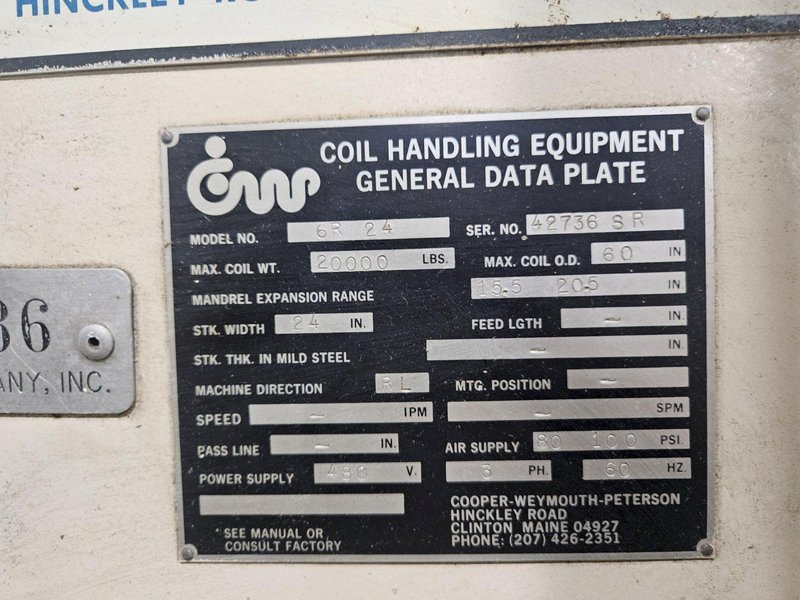 HINCKLEY
36
ANY, INC.
CWP COIL HANDLING EQUIPMENT
GENERAL DATA PLATE
MODEL NO. 6R 24 SER. NO. 42736 SR
MAX. COIL WT. 20000 LBS. MAX. COIL O.D. 60 IN.
MANDREL EXPANSION RANGE 15.5 20.5 IN.
STK. WIDTH 24 IN. FEED LGTH – IN.
STK. THK. IN MILD STEEL – IN.
MACHINE DIRECTION RL MTG. POSITION –
SPEED – IPM SPM
PASS LINE – IN. AIR SUPPLY 80 100 PSI.
POWER SUPPLY 480 V. 3 PH. 60 HZ.
*SEE MANUAL OR
CONSULT FACTORY
COOPER-WEYMOUTH-PETERSON
HINCKLEY ROAD
CLINTON MAINE 04927
PHONE: (207) 426-2351